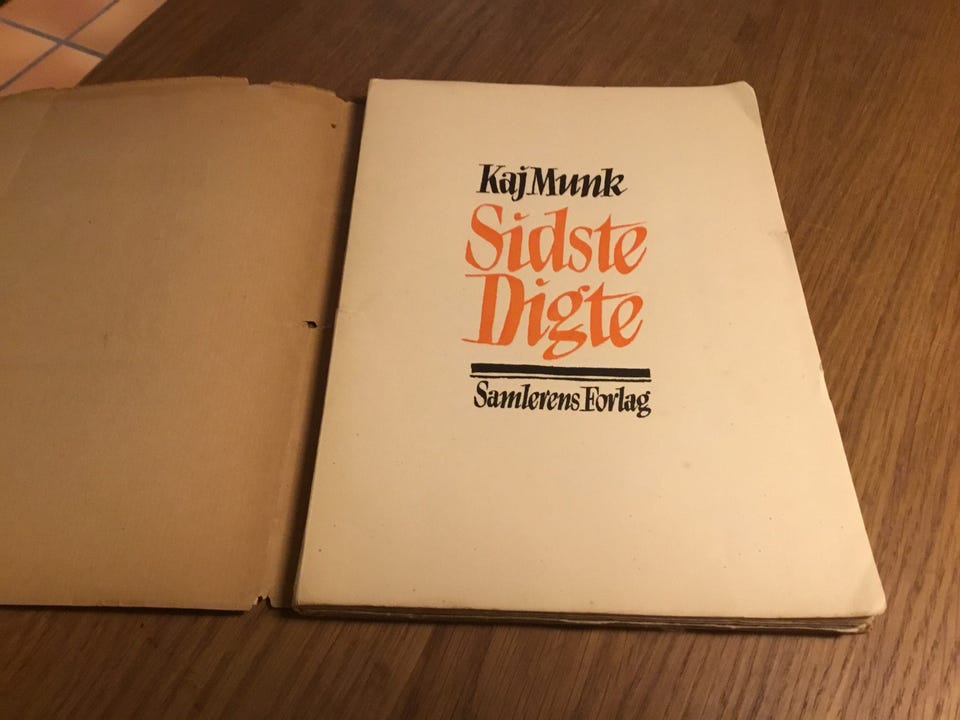 Kaj Munk
Sidste
Digte
Samlerens Forlag